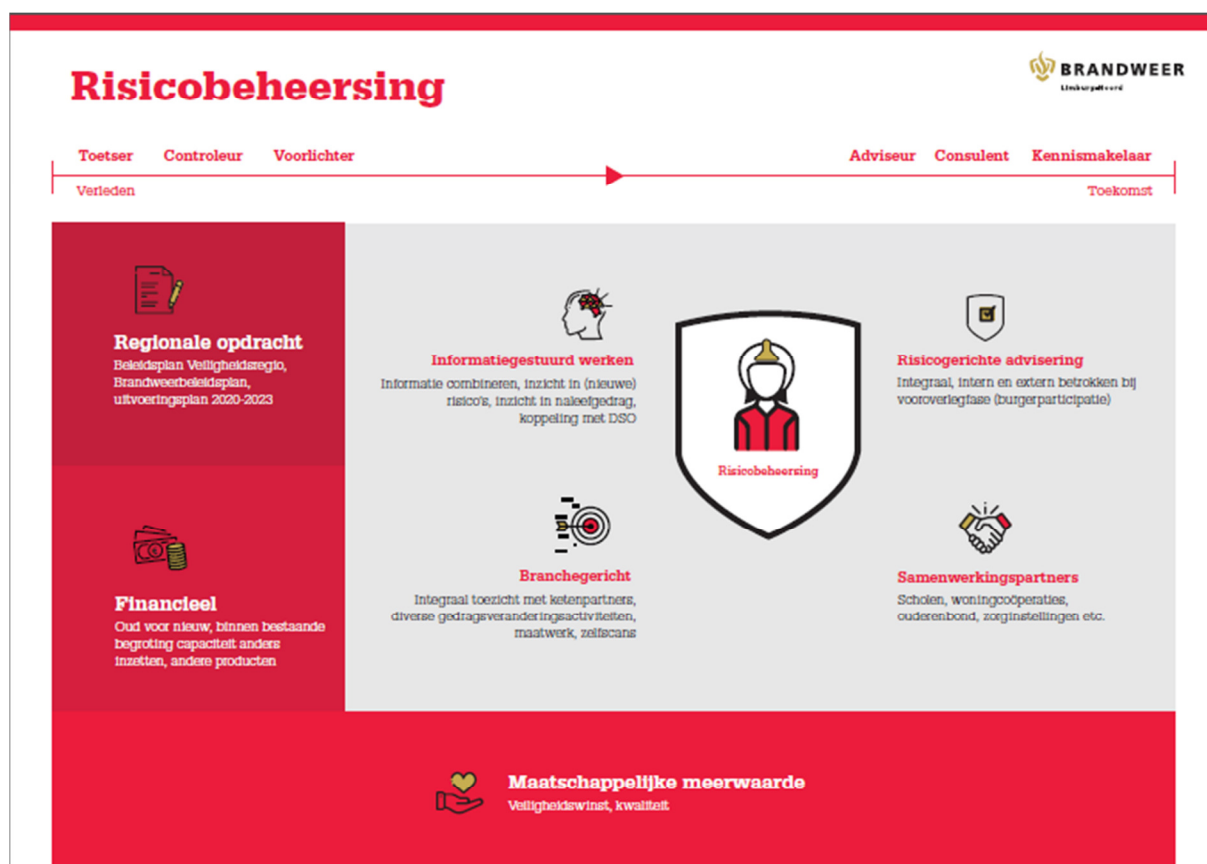 Risicobeheersing
BRANDWEER
Limburg-Noord
Toetser Controleur Voorlichter
Adviseur Consulent Kennismakelaar
Verleden
Toekomst
Regionale opdracht
Beleidsplan Veiligheidsregio,
Brandweerbeleidsplan,
uitvoeringsplan 2020-2023
Financieel
Oud voor nieuw, binnen bestaande
begroting capaciteit anders
inzetten, andere producten
Informatiegestuurd werken
Informatie combineren, inzicht in (nieuwe)
risico's, inzicht in naleefgedrag,
koppeling met DSO
Branchegericht
Integraal toezicht met ketenpartners,
diverse gedragsveranderingsactiviteiten,
maatwerk, zelfscans
Risicobeheersing
Risicogerichte advisering
Integraal, intern en extern betrokken bij
vooroverlegfase (burgerparticipatie)
Samenwerkingspartners
Scholen, woningcoöperaties,
ouderenbond, zorginstellingen etc.
Maatschappelijke meerwaarde
Veiligheidswinst, kwaliteit